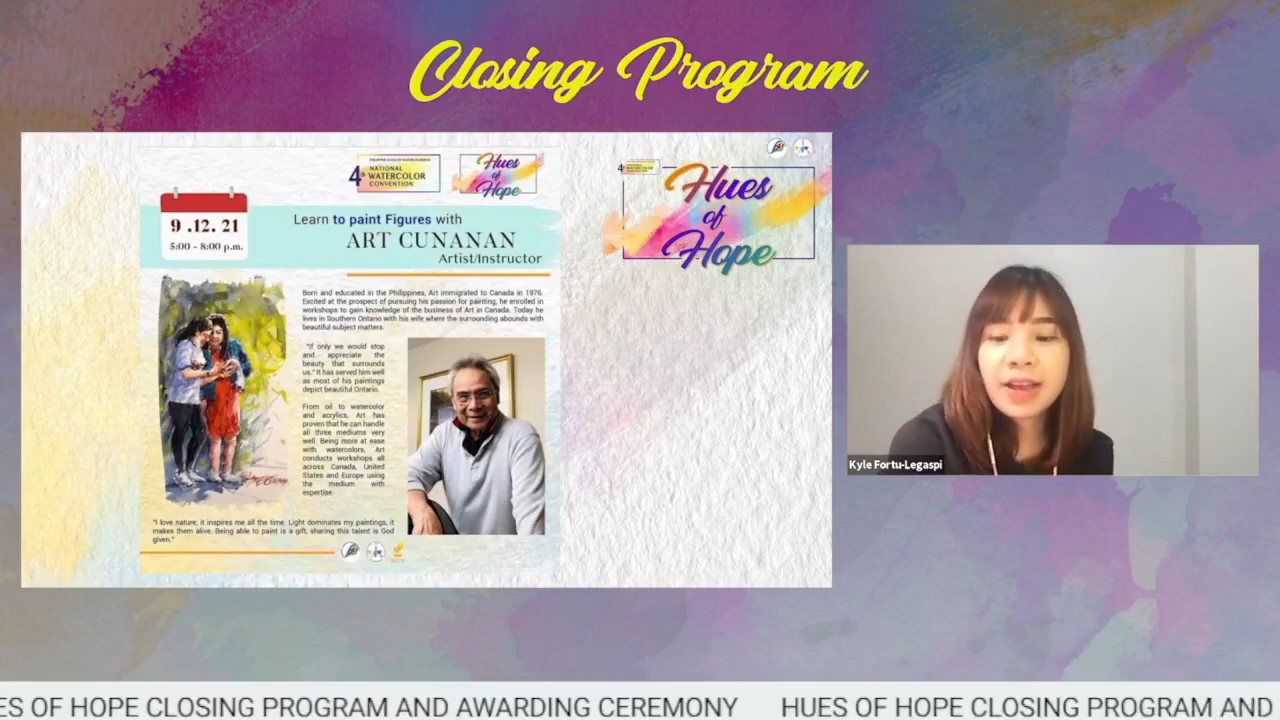 Closing Program
4th NATIONAL WATERCOLOR CONVENTION
Hues of Hope
9 .12. 21
5:00 - 8:00 p.m.
Learn to paint Figures with
ART CUNANAN
Artist/Instructor
Born and educated in the Philippines, Art immigrated to Canada in 1976.
Excited at the prospect of pursuing his passion for painting, he enrolled in
workshops to gain knowledge of the business of Art in Canada. Today he
lives in Southern Ontario with his wife where the surrounding abounds with
beautiful subject matters.
"If only we would stop
and appreciate the
beauty that surrounds
us." It has served him well
as most of his paintings
depict beautiful Ontario.
From oil to watercolor
and acrylics, Art has
proven that he can handle
all three mediums very
well. Being more at ease
with watercolors, Art
conducts workshops all
across Canada, United
States and Europe using
the medium with
expertise.
"I love nature; it inspires me all the time. Light dominates my paintings, it
makes them alive. Being able to paint is a gift, sharing this talent is God
given."
Hues
of
Hope
Kyle Fortu-Legaspi
ES OF HOPE CLOSING PROGRAM AND AWARDING CEREMONY HUES OF HOPE CLOSING PROGRAM AND